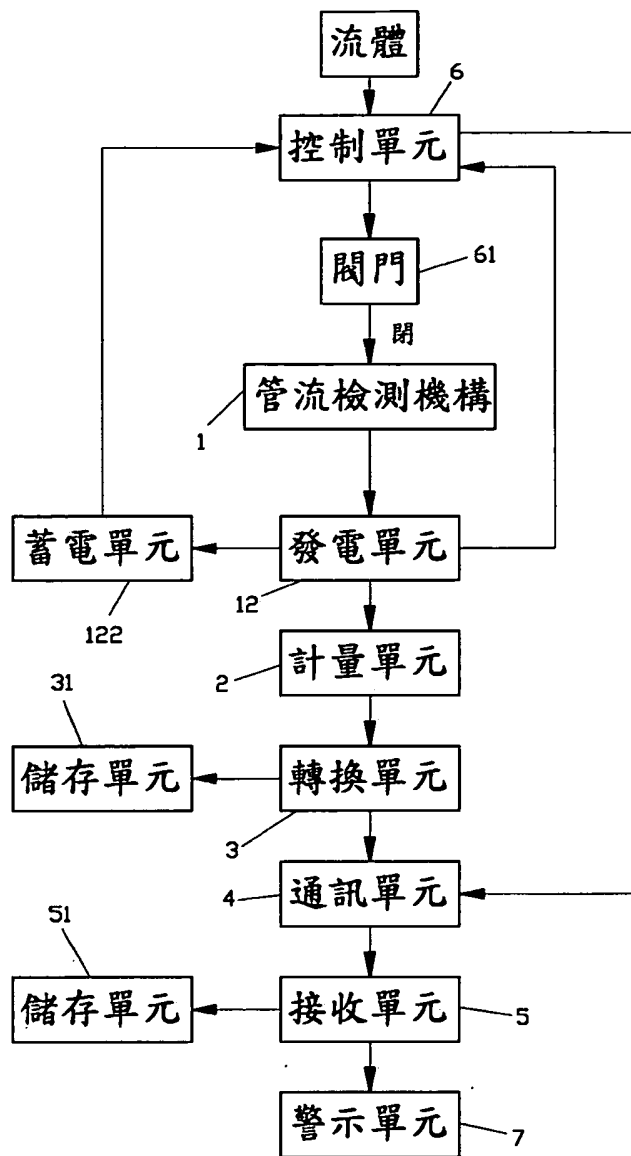 流體
6
控制單元
閥門
61
閉
管流檢測機構
1
蓄電單元
發電單元
12
122
計量單元
2
31
儲存單元
轉換單元
3
通訊單元
4
51
儲存單元
接收單元
5
警示單元
7